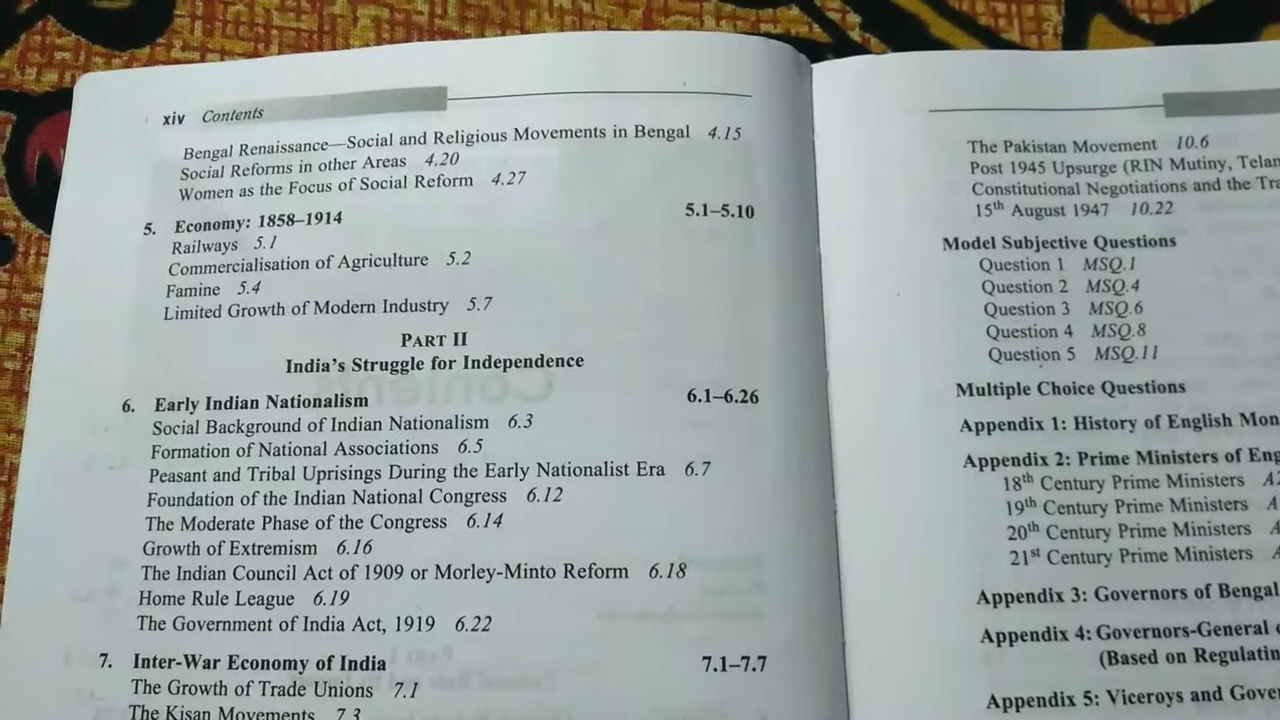 xiv Contents
Bengal Renaissance—Social and Religious Movements in Bengal 4.15
Social Reforms in other Areas 4.20
Women as the Focus of Social Reform 4.27
5. Economy: 1858–1914 5.1–5.10
Railways 5.1
Commercialisation of Agriculture 5.2
Famine 5.4
Limited Growth of Modern Industry 5.7
PART II
India's Struggle for Independence
6. Early Indian Nationalism 6.1–6.26
Social Background of Indian Nationalism 6.3
Formation of National Associations 6.5
Peasant and Tribal Uprisings During the Early Nationalist Era 6.7
Foundation of the Indian National Congress 6.12
The Moderate Phase of the Congress 6.14
Growth of Extremism 6.16
The Indian Council Act of 1909 or Morley-Minto Reform 6.18
Home Rule League 6.19
The Government of India Act, 1919 6.22
7. Inter-War Economy of India 7.1–7.7
The Growth of Trade Unions 7.1
The Kisan Movements 7.3
The Pakistan Movement 10.6
Post 1945 Upsurge (RIN Mutiny,
Constitutional Negotiations and the
15th August 1947 10.22
Model Subjective Questions
Question 1 MSQ.1
Question 2 MSQ.4
Question 3 MSQ.6
Question 4 MSQ.8
Question 5 MSQ.11
Multiple Choice Questions
Appendix 1: History of English
Appendix 2: Prime Ministers of
18th Century Prime Ministers
19th Century Prime Ministers
20th Century Prime Ministers
21st Century Prime Ministers
Appendix 3: Governors of Bengal
Appendix 4: Governors-General
(Based on
Appendix 5: Viceroys and